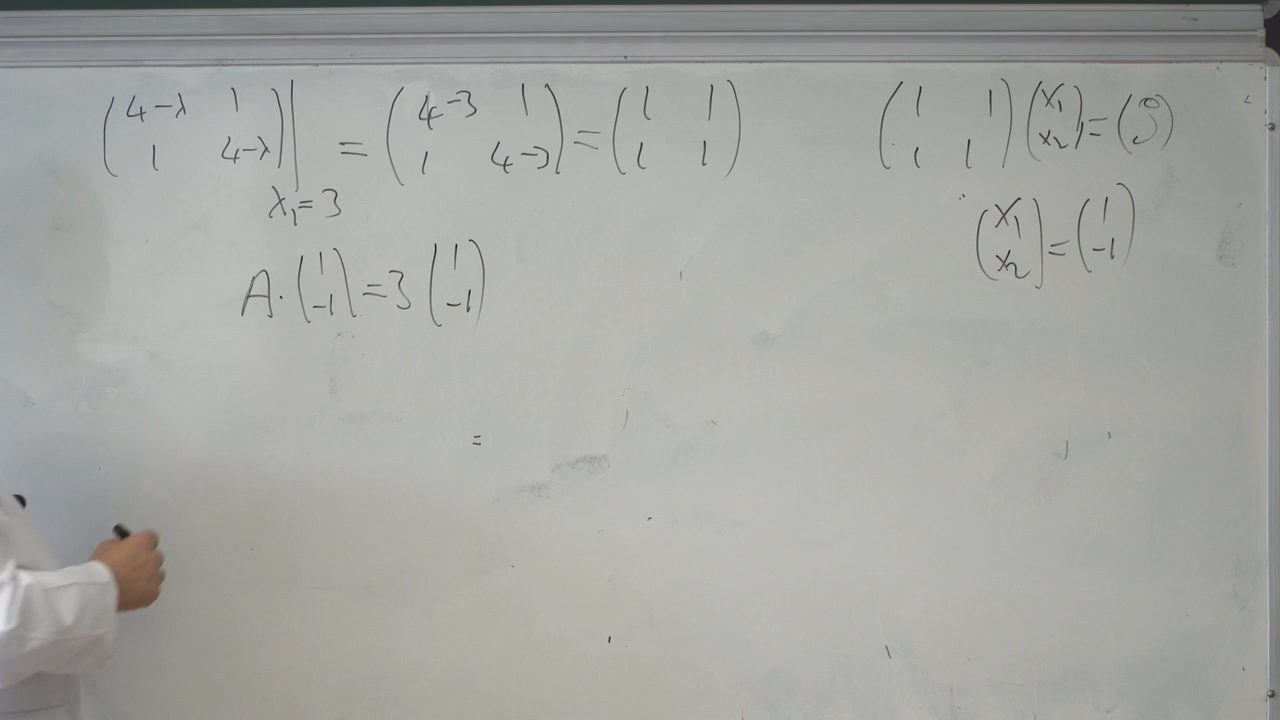 (4-λ 1 ; 1 4-λ)|λ₁=3 = (4-3 1 ; 1 4-3) = (1 1 ; 1 1)
(1 1 ; 1 1)(x₁ ; x₂) = (0 ; 0)
(x₁ ; x₂) = (1 ; -1)
A·(1 ; -1) = 3(1 ; -1)